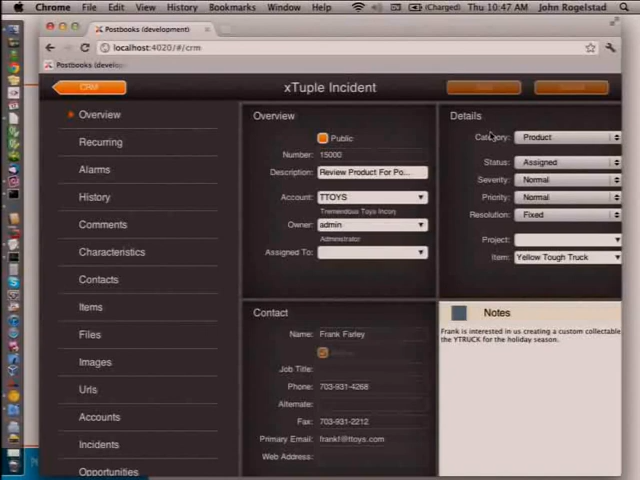 Chrome File Edit View History Bookmarks Window Help (Charged) Thu 10:47 AM John Rogelstad
Postbooks (development)
localhost:4020/#/crm
Postbooks (develop
CRM
xTuple Incident
Overview
Recurring
Alarms
History
Comments
Characteristics
Contacts
Items
Files
Images
Urls
Accounts
Incidents
Opportunities
Overview
Public
Number: 15000
Description: Review Product For Po...
Account: TTOYS
Tremendous Toys Incorp
Owner: admin
Administrator
Assigned To:
Details
Category: Product
Status: Assigned
Severity: Normal
Priority: Normal
Resolution: Fixed
Project:
Item: Yellow Tough Truck
Contact
Name: Frank Farley
Job Title:
Phone: 703-931-4268
Alternate:
Fax: 703-931-2212
Primary Email: frankf@ttoys.com
Web Address:
Notes
Frank is interested in us creating a custom collectable
the YTRUCK for the holiday season.